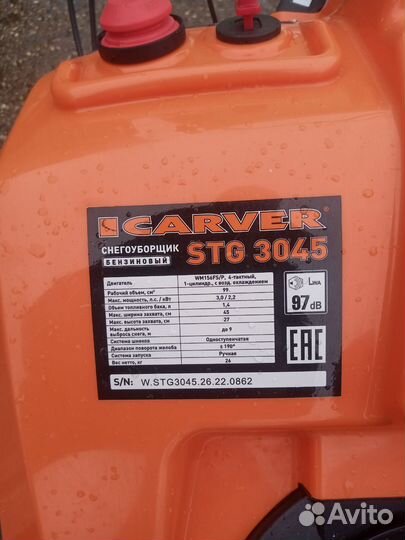 CARVER
СНЕГОУБОРЩИК
БЕНЗИНОВЫЙ
STG 3045
Двигатель WM156FS/P, 4-тактный, 1-цилиндр., с возд. охлаждением
Рабочий объем, см³ 99
Макс. мощность, л.с. / кВт 3,0 / 2,2
Объем топливного бака, л 1,4
Макс. ширина захвата, см 45
Макс. высота захвата, см 27
Макс. дальность выброса снега, м до 9
Система шнеков Одноступенчатая
Диапазон поворота желоба ± 190°
Система запуска Ручная
Вес нетто, кг 26
LWA
97 dB
EAC
S/N: W.STG3045.26.22.0862
Avito